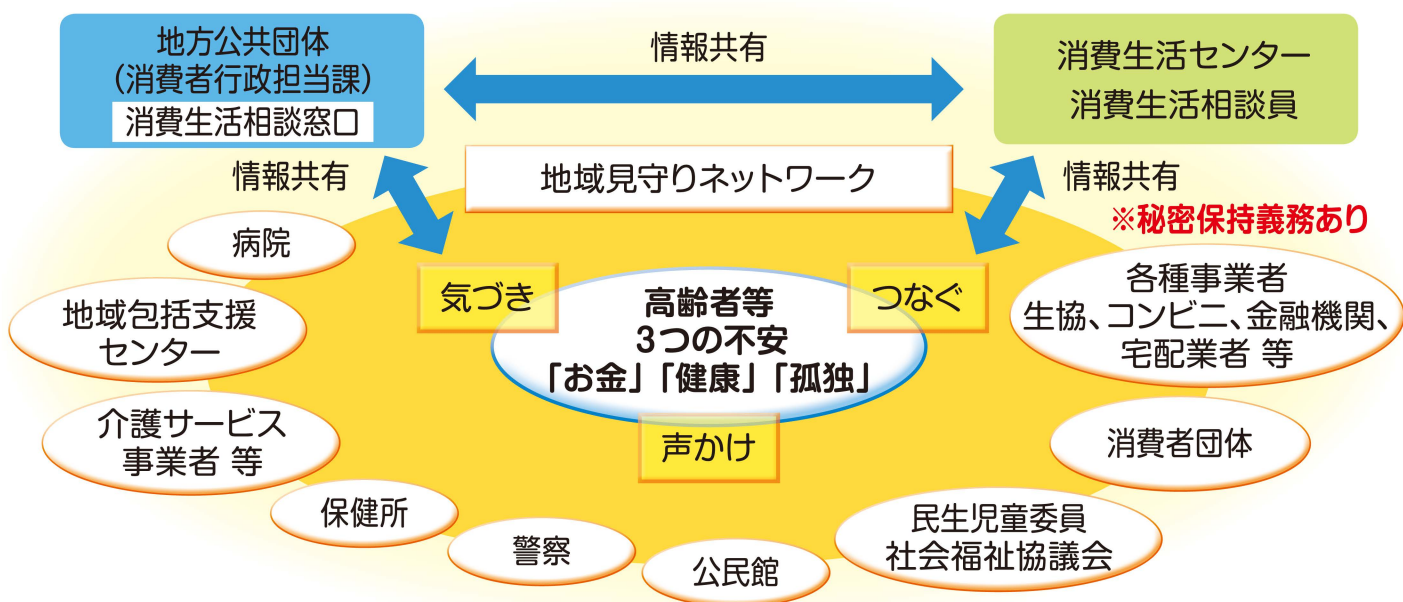 地方公共団体
（消費者行政担当課）
消費生活相談窓口
情報共有
消費生活センター
消費生活相談員
情報共有
地域見守りネットワーク
情報共有
※秘密保持義務あり
病院
気づき
高齢者等
3つの不安
「お金」「健康」「孤独」
つなぐ
各種事業者
生協、コンビニ、金融機関、
宅配業者 等
地域包括支援
センター
介護サービス
事業者 等
声かけ
消費者団体
保健所
警察
公民館
民生児童委員
社会福祉協議会